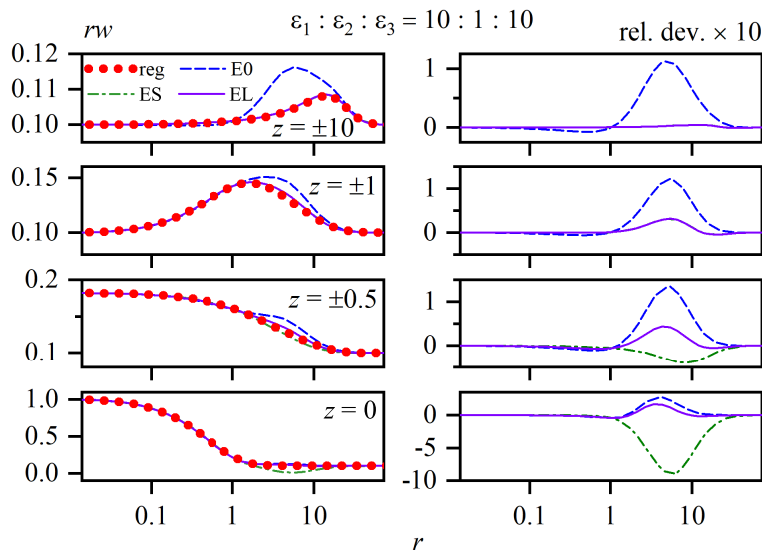 ε1 : ε2 : ε3 = 10 : 1 : 10
rw
rel. dev. × 10
0.12
0.11
0.10
reg
E0
ES
EL
z = ±10
1
0
0.15
0.10
z = ±1
1
0
0.2
0.1
z = ±0.5
1
0
1.0
0.5
0.0
z = 0
0
-5
-10
0.1
1
10
0.1
1
10
r